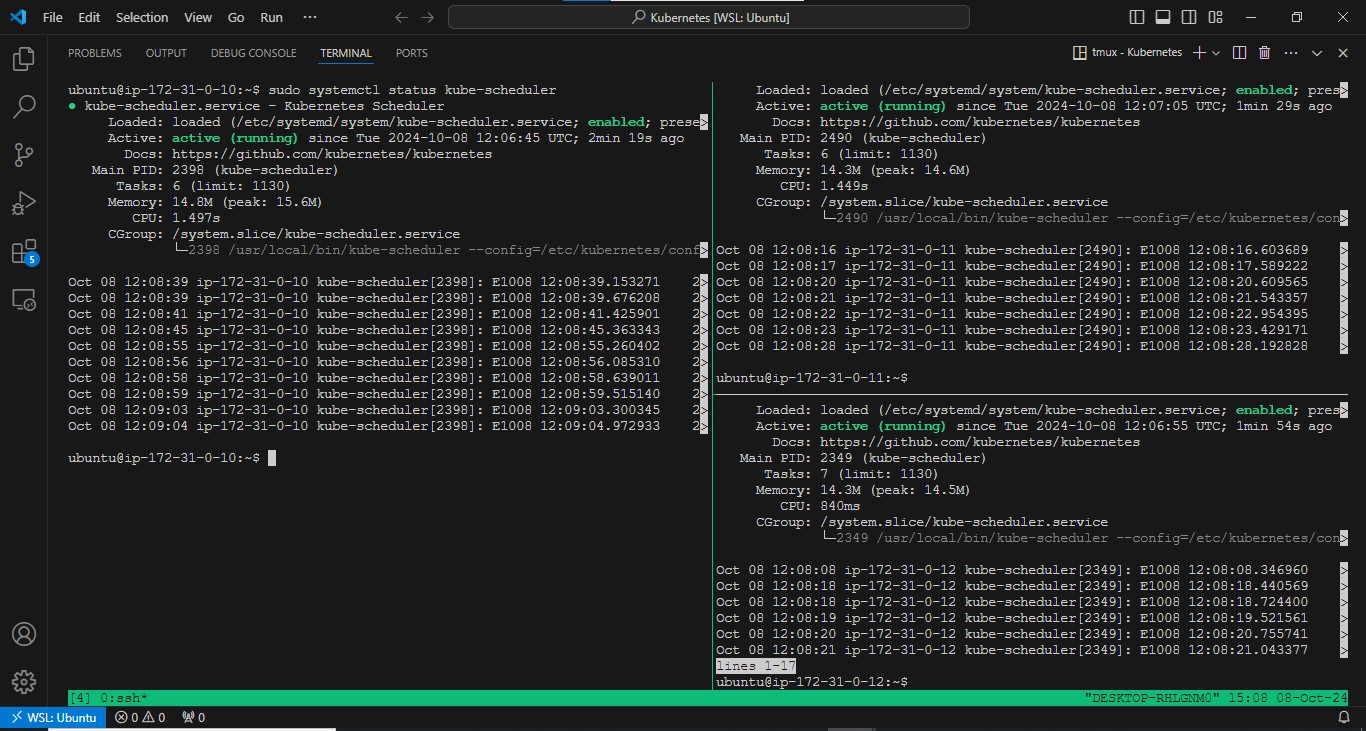 File Edit Selection View Go Run ···
Kubernetes [WSL: Ubuntu]
PROBLEMS OUTPUT DEBUG CONSOLE TERMINAL PORTS
tmux - Kubernetes
ubuntu@ip-172-31-0-10:~$ sudo systemctl status kube-scheduler
● kube-scheduler.service - Kubernetes Scheduler
Loaded: loaded (/etc/systemd/system/kube-scheduler.service; enabled; prese>
Active: active (running) since Tue 2024-10-08 12:06:45 UTC; 2min 19s ago
Docs: https://github.com/kubernetes/kubernetes
Main PID: 2398 (kube-scheduler)
Tasks: 6 (limit: 1130)
Memory: 14.8M (peak: 15.6M)
CPU: 1.497s
CGroup: /system.slice/kube-scheduler.service
└─2398 /usr/local/bin/kube-scheduler --config=/etc/kubernetes/conf>
Oct 08 12:08:39 ip-172-31-0-10 kube-scheduler[2398]: E1008 12:08:39.153271 2>
Oct 08 12:08:39 ip-172-31-0-10 kube-scheduler[2398]: E1008 12:08:39.676208 2>
Oct 08 12:08:41 ip-172-31-0-10 kube-scheduler[2398]: E1008 12:08:41.425901 2>
Oct 08 12:08:45 ip-172-31-0-10 kube-scheduler[2398]: E1008 12:08:45.363343 2>
Oct 08 12:08:55 ip-172-31-0-10 kube-scheduler[2398]: E1008 12:08:55.260402 2>
Oct 08 12:08:56 ip-172-31-0-10 kube-scheduler[2398]: E1008 12:08:56.085310 2>
Oct 08 12:08:58 ip-172-31-0-10 kube-scheduler[2398]: E1008 12:08:58.639011 2>
Oct 08 12:08:59 ip-172-31-0-10 kube-scheduler[2398]: E1008 12:08:59.515140 2>
Oct 08 12:09:03 ip-172-31-0-10 kube-scheduler[2398]: E1008 12:09:03.300345 2>
Oct 08 12:09:04 ip-172-31-0-10 kube-scheduler[2398]: E1008 12:09:04.972933 2>
ubuntu@ip-172-31-0-10:~$
Loaded: loaded (/etc/systemd/system/kube-scheduler.service; enabled; pres>
Active: active (running) since Tue 2024-10-08 12:07:05 UTC; 1min 29s ago
Docs: https://github.com/kubernetes/kubernetes
Main PID: 2490 (kube-scheduler)
Tasks: 6 (limit: 1130)
Memory: 14.3M (peak: 14.6M)
CPU: 1.449s
CGroup: /system.slice/kube-scheduler.service
└─2490 /usr/local/bin/kube-scheduler --config=/etc/kubernetes/con>
Oct 08 12:08:16 ip-172-31-0-11 kube-scheduler[2490]: E1008 12:08:16.603689 >
Oct 08 12:08:17 ip-172-31-0-11 kube-scheduler[2490]: E1008 12:08:17.589222 >
Oct 08 12:08:20 ip-172-31-0-11 kube-scheduler[2490]: E1008 12:08:20.609565 >
Oct 08 12:08:21 ip-172-31-0-11 kube-scheduler[2490]: E1008 12:08:21.543357 >
Oct 08 12:08:22 ip-172-31-0-11 kube-scheduler[2490]: E1008 12:08:22.954395 >
Oct 08 12:08:23 ip-172-31-0-11 kube-scheduler[2490]: E1008 12:08:23.429171 >
Oct 08 12:08:28 ip-172-31-0-11 kube-scheduler[2490]: E1008 12:08:28.192828 >
ubuntu@ip-172-31-0-11:~$
Loaded: loaded (/etc/systemd/system/kube-scheduler.service; enabled; pres>
Active: active (running) since Tue 2024-10-08 12:06:55 UTC; 1min 54s ago
Docs: https://github.com/kubernetes/kubernetes
Main PID: 2349 (kube-scheduler)
Tasks: 7 (limit: 1130)
Memory: 14.3M (peak: 14.5M)
CPU: 840ms
CGroup: /system.slice/kube-scheduler.service
└─2349 /usr/local/bin/kube-scheduler --config=/etc/kubernetes/con>
Oct 08 12:08:08 ip-172-31-0-12 kube-scheduler[2349]: E1008 12:08:08.346960 >
Oct 08 12:08:18 ip-172-31-0-12 kube-scheduler[2349]: E1008 12:08:18.440569 >
Oct 08 12:08:18 ip-172-31-0-12 kube-scheduler[2349]: E1008 12:08:18.724400 >
Oct 08 12:08:19 ip-172-31-0-12 kube-scheduler[2349]: E1008 12:08:19.521561 >
Oct 08 12:08:20 ip-172-31-0-12 kube-scheduler[2349]: E1008 12:08:20.755741 >
Oct 08 12:08:21 ip-172-31-0-12 kube-scheduler[2349]: E1008 12:08:21.043377 >
lines 1-17
ubuntu@ip-172-31-0-12:~$
[4] 0:ssh* "DESKTOP-RHLGNM0" 15:08 08-Oct-24
5
WSL: Ubuntu 0 0 0